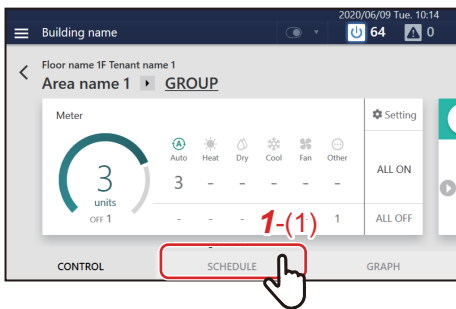 2020/06/09 Tue. 10:14
Building name 64 0
Floor name 1F Tenant name 1
Area name 1 GROUP
Meter Setting
A
Auto Heat Dry Cool Fan Other
3 units OFF 1
3 - - - - -
ALL ON
- - - - 1
1-(1)
ALL OFF
CONTROL SCHEDULE GRAPH